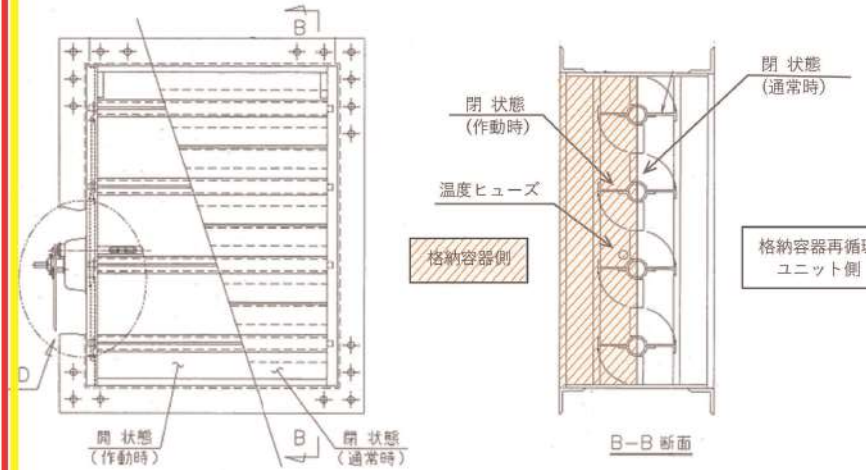 B
閉 状態
(通常時)
閉 状態
(作動時)
温度ヒューズ
格納容器側
格納容器再循環
ユニット側
D
開 状態
(作動時)
B
閉 状態
(通常時)
B-B 断面